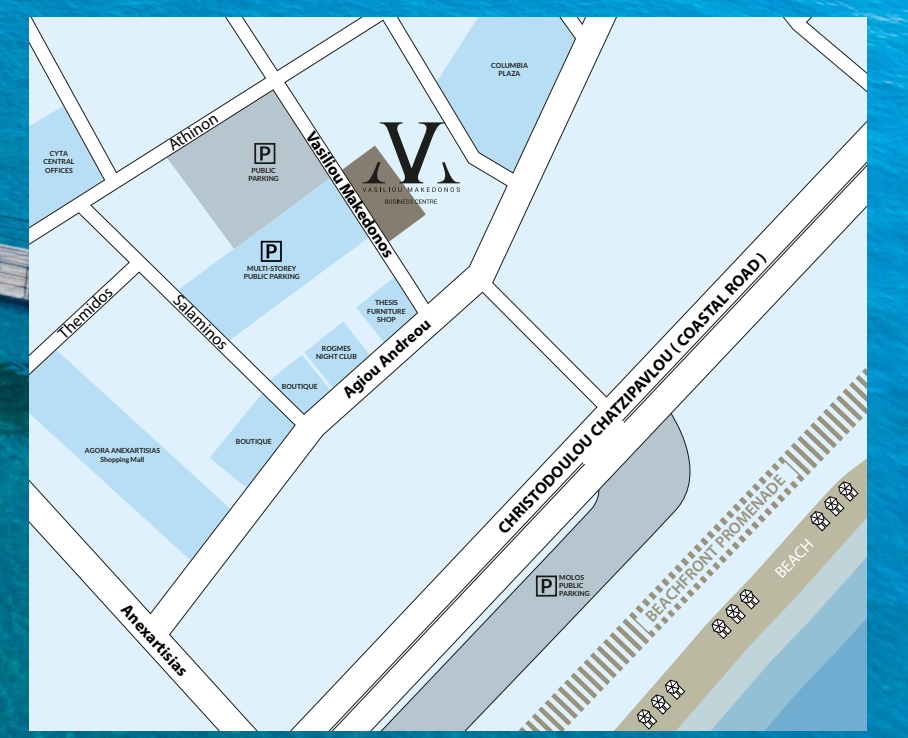 COLUMBIA
PLAZA
Athinon
CYTA
CENTRAL
OFFICES
P
PUBLIC
PARKING
Vasiliou Makedonos
V
VASILIOU MAKEDONOS
BUSINESS CENTRE
P
MULTI-STOREY
PUBLIC PARKING
Themidos
Salaminos
THESIS
FURNITURE
SHOP
ROGMES
NIGHT CLUB
BOUTIQUE
Agiou Andreou
BOUTIQUE
AGORA ANEXARTISIAS
Shopping Mall
CHRISTODOULOU CHATZIPAVLOU ( COASTAL ROAD )
P
MOLOS
PUBLIC
PARKING
BEACHFRONT PROMENADE
BEACH
Anexartisias